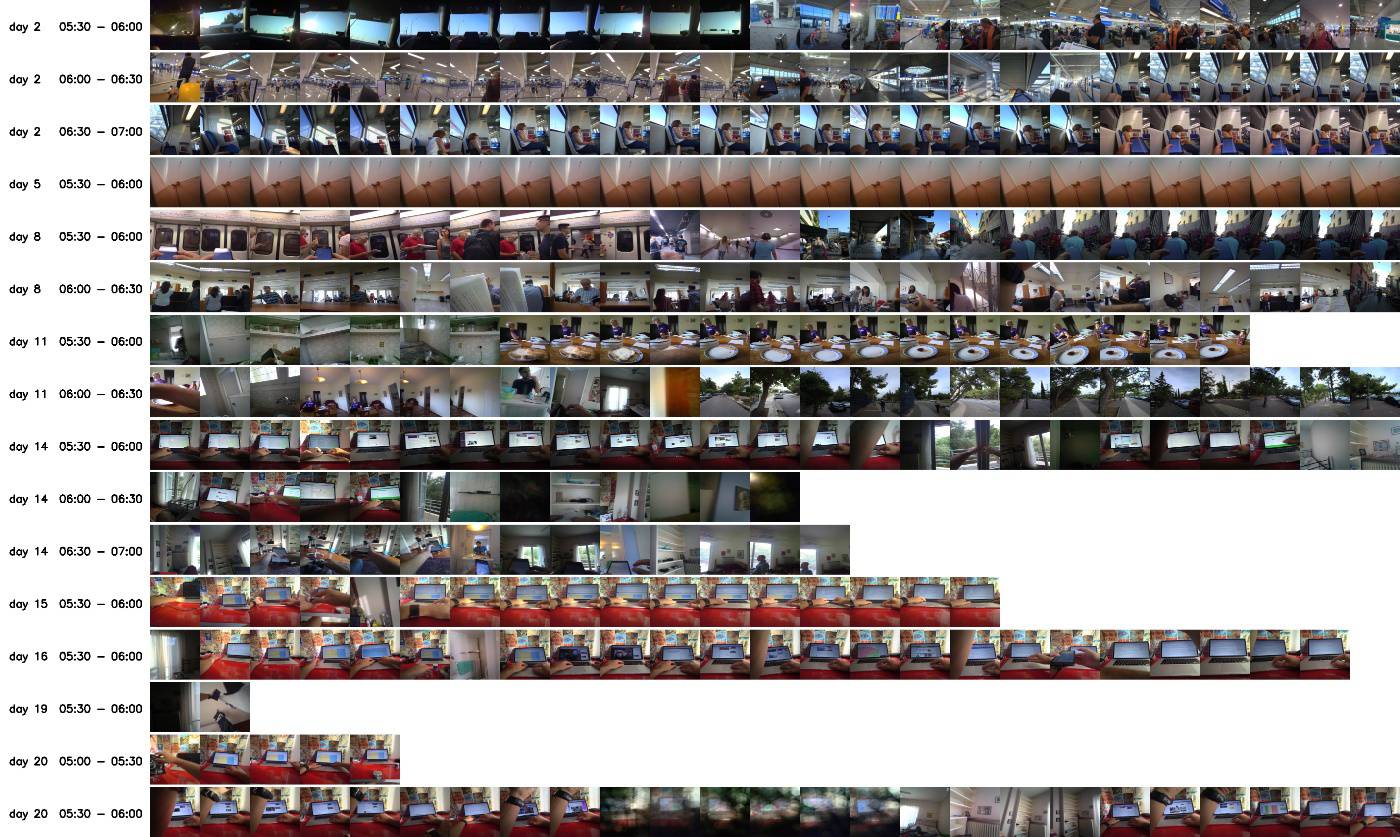 day 2 05:30 – 06:00
day 2 06:00 – 06:30
day 2 06:30 – 07:00
day 5 05:30 – 06:00
day 8 05:30 – 06:00
day 8 06:00 – 06:30
day 11 05:30 – 06:00
day 11 06:00 – 06:30
day 14 05:30 – 06:00
day 14 06:00 – 06:30
day 14 06:30 – 07:00
day 15 05:30 – 06:00
day 16 05:30 – 06:00
day 19 05:30 – 06:00
day 20 05:00 – 05:30
day 20 05:30 – 06:00